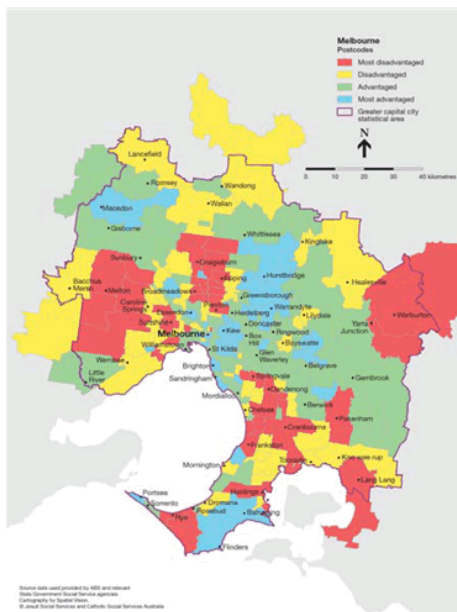 Melbourne
Postcodes
Most disadvantaged
Disadvantaged
Advantaged
Most advantaged
Greater capital city
statistical area
N
0 10 20 30 40 kilometres
Lancefield
Romsey
Wandong
Macedon
Wallan
Gisborne
Whittlesea
Kinglake
Sunbury
Craigieburn
Hurstbridge
Healesville
Bacchus
Marsh
Melton
Broadmeadows
Epping
Greensborough
Caroline
Springs
Preston
Warrandyte
Lilydale
Essendon
Heidelberg
Yarra
Junction
Warburton
Sunshine
Doncaster
Melbourne
Kew
Box
Hill
Ringwood
Williamstown
St Kilda
Bayswater
Glen
Waverley
Werribee
Brighton
Belgrave
Little
River
Sandringham
Springvale
Gembrook
Mordialloc
Dandenong
Chelsea
Berwick
Cranbourne
Pakenham
Frankston
Mornington
Tooradin
Koo wee rup
Lang Lang
Portsea
Hastings
Sorrento
Dromana
Rosebud
Rye
Balnarring
Flinders
Source data used provided by ABS and relevant
State Government Social Service agencies.
Cartography by Spatial Vision.
© Jesuit Social Services and Catholic Social Services Australia